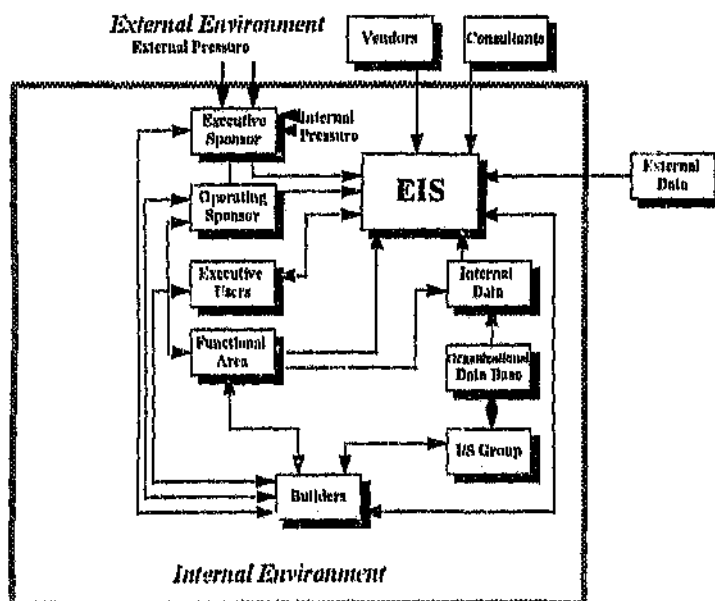 External Environment
External Pressure
Vendors
Consultants
Executive
Sponsor
Internal
Pressure
EIS
External
Data
Operating
Sponsor
Executive
Users
Internal
Data
Functional
Area
Organizational
Data Base
I/S Group
Builders
Internal Environment